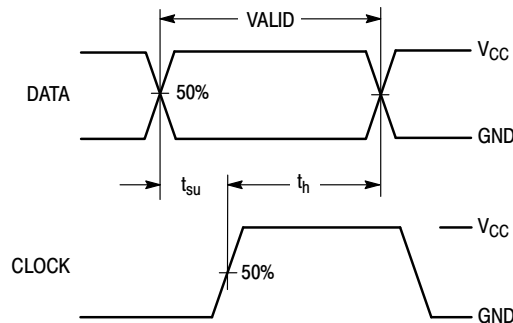 VALID
V_CC
DATA
50%
GND
t_su
t_h
V_CC
CLOCK
50%
GND